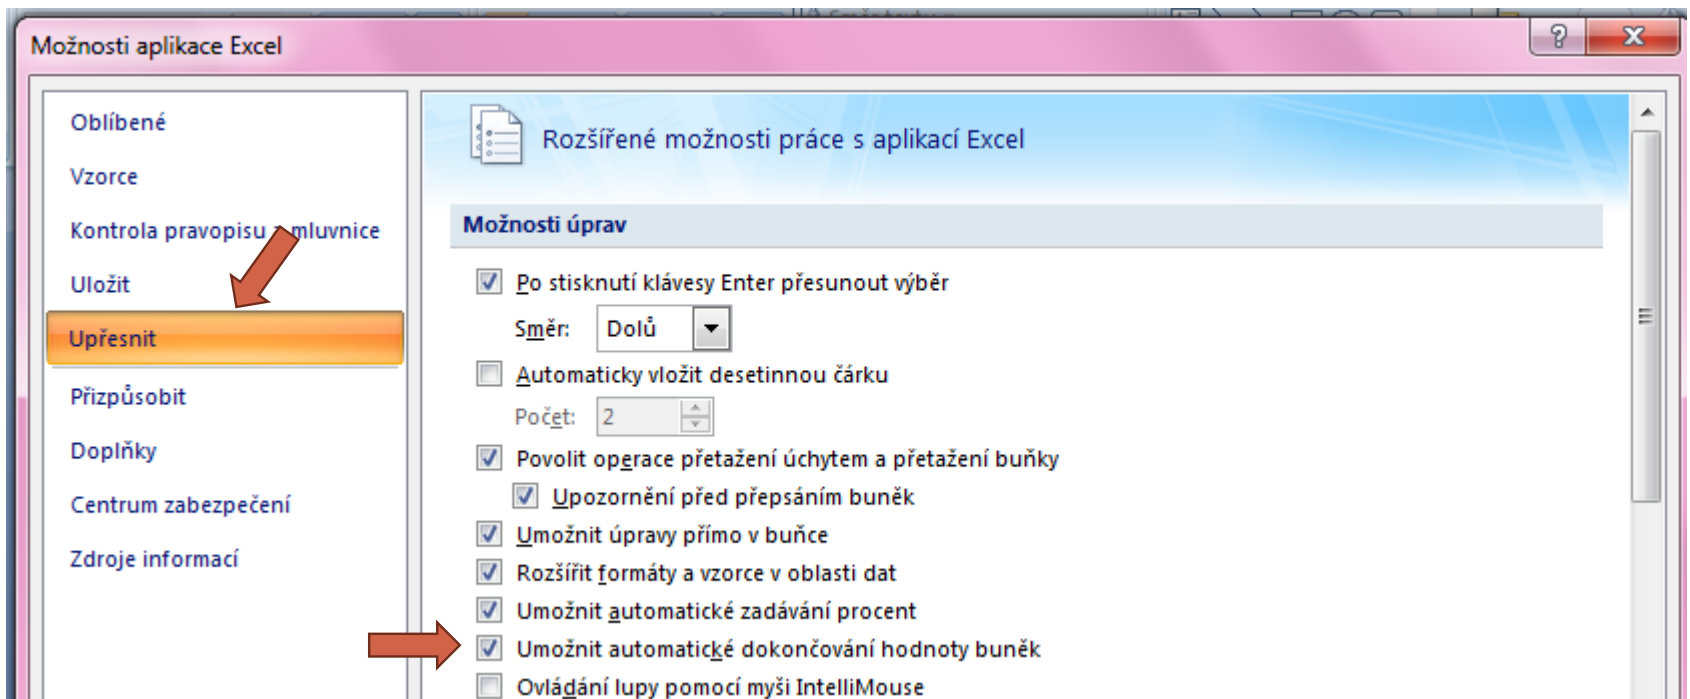 Možnosti aplikace Excel
Oblíbené
Vzorce
Kontrola pravopisu a mluvnice
Uložit
Upřesnit
Přizpůsobit
Doplňky
Centrum zabezpečení
Zdroje informací
Rozšířené možnosti práce s aplikací Excel
Možnosti úprav
Po stisknutí klávesy Enter přesunout výběr
Směr: Dolů
Automaticky vložit desetinnou čárku
Počet: 2
Povolit operace přetažení úchytem a přetažení buňky
Upozornění před přepsáním buněk
Umožnit úpravy přímo v buňce
Rozšířit formáty a vzorce v oblasti dat
Umožnit automatické zadávání procent
Umožnit automatické dokončování hodnoty buněk
Ovládání lupy pomocí myši IntelliMouse